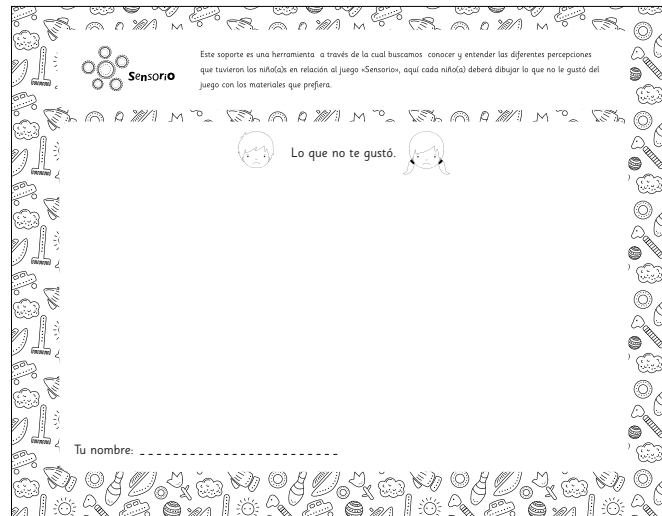 Sensorio
Este soporte es una herramienta a través de la cual buscamos conocer y entender las diferentes percepciones
que tuvieron los niño(a)s en relación al juego «Sensorio», aquí cada niño(a) deberá dibujar lo que no le gustó del
juego con los materiales que prefiera.
Lo que no te gustó.
Tu nombre: _ _ _ _ _ _ _ _ _ _ _ _ _ _ _ _ _ _ _ _ _ _ _ _